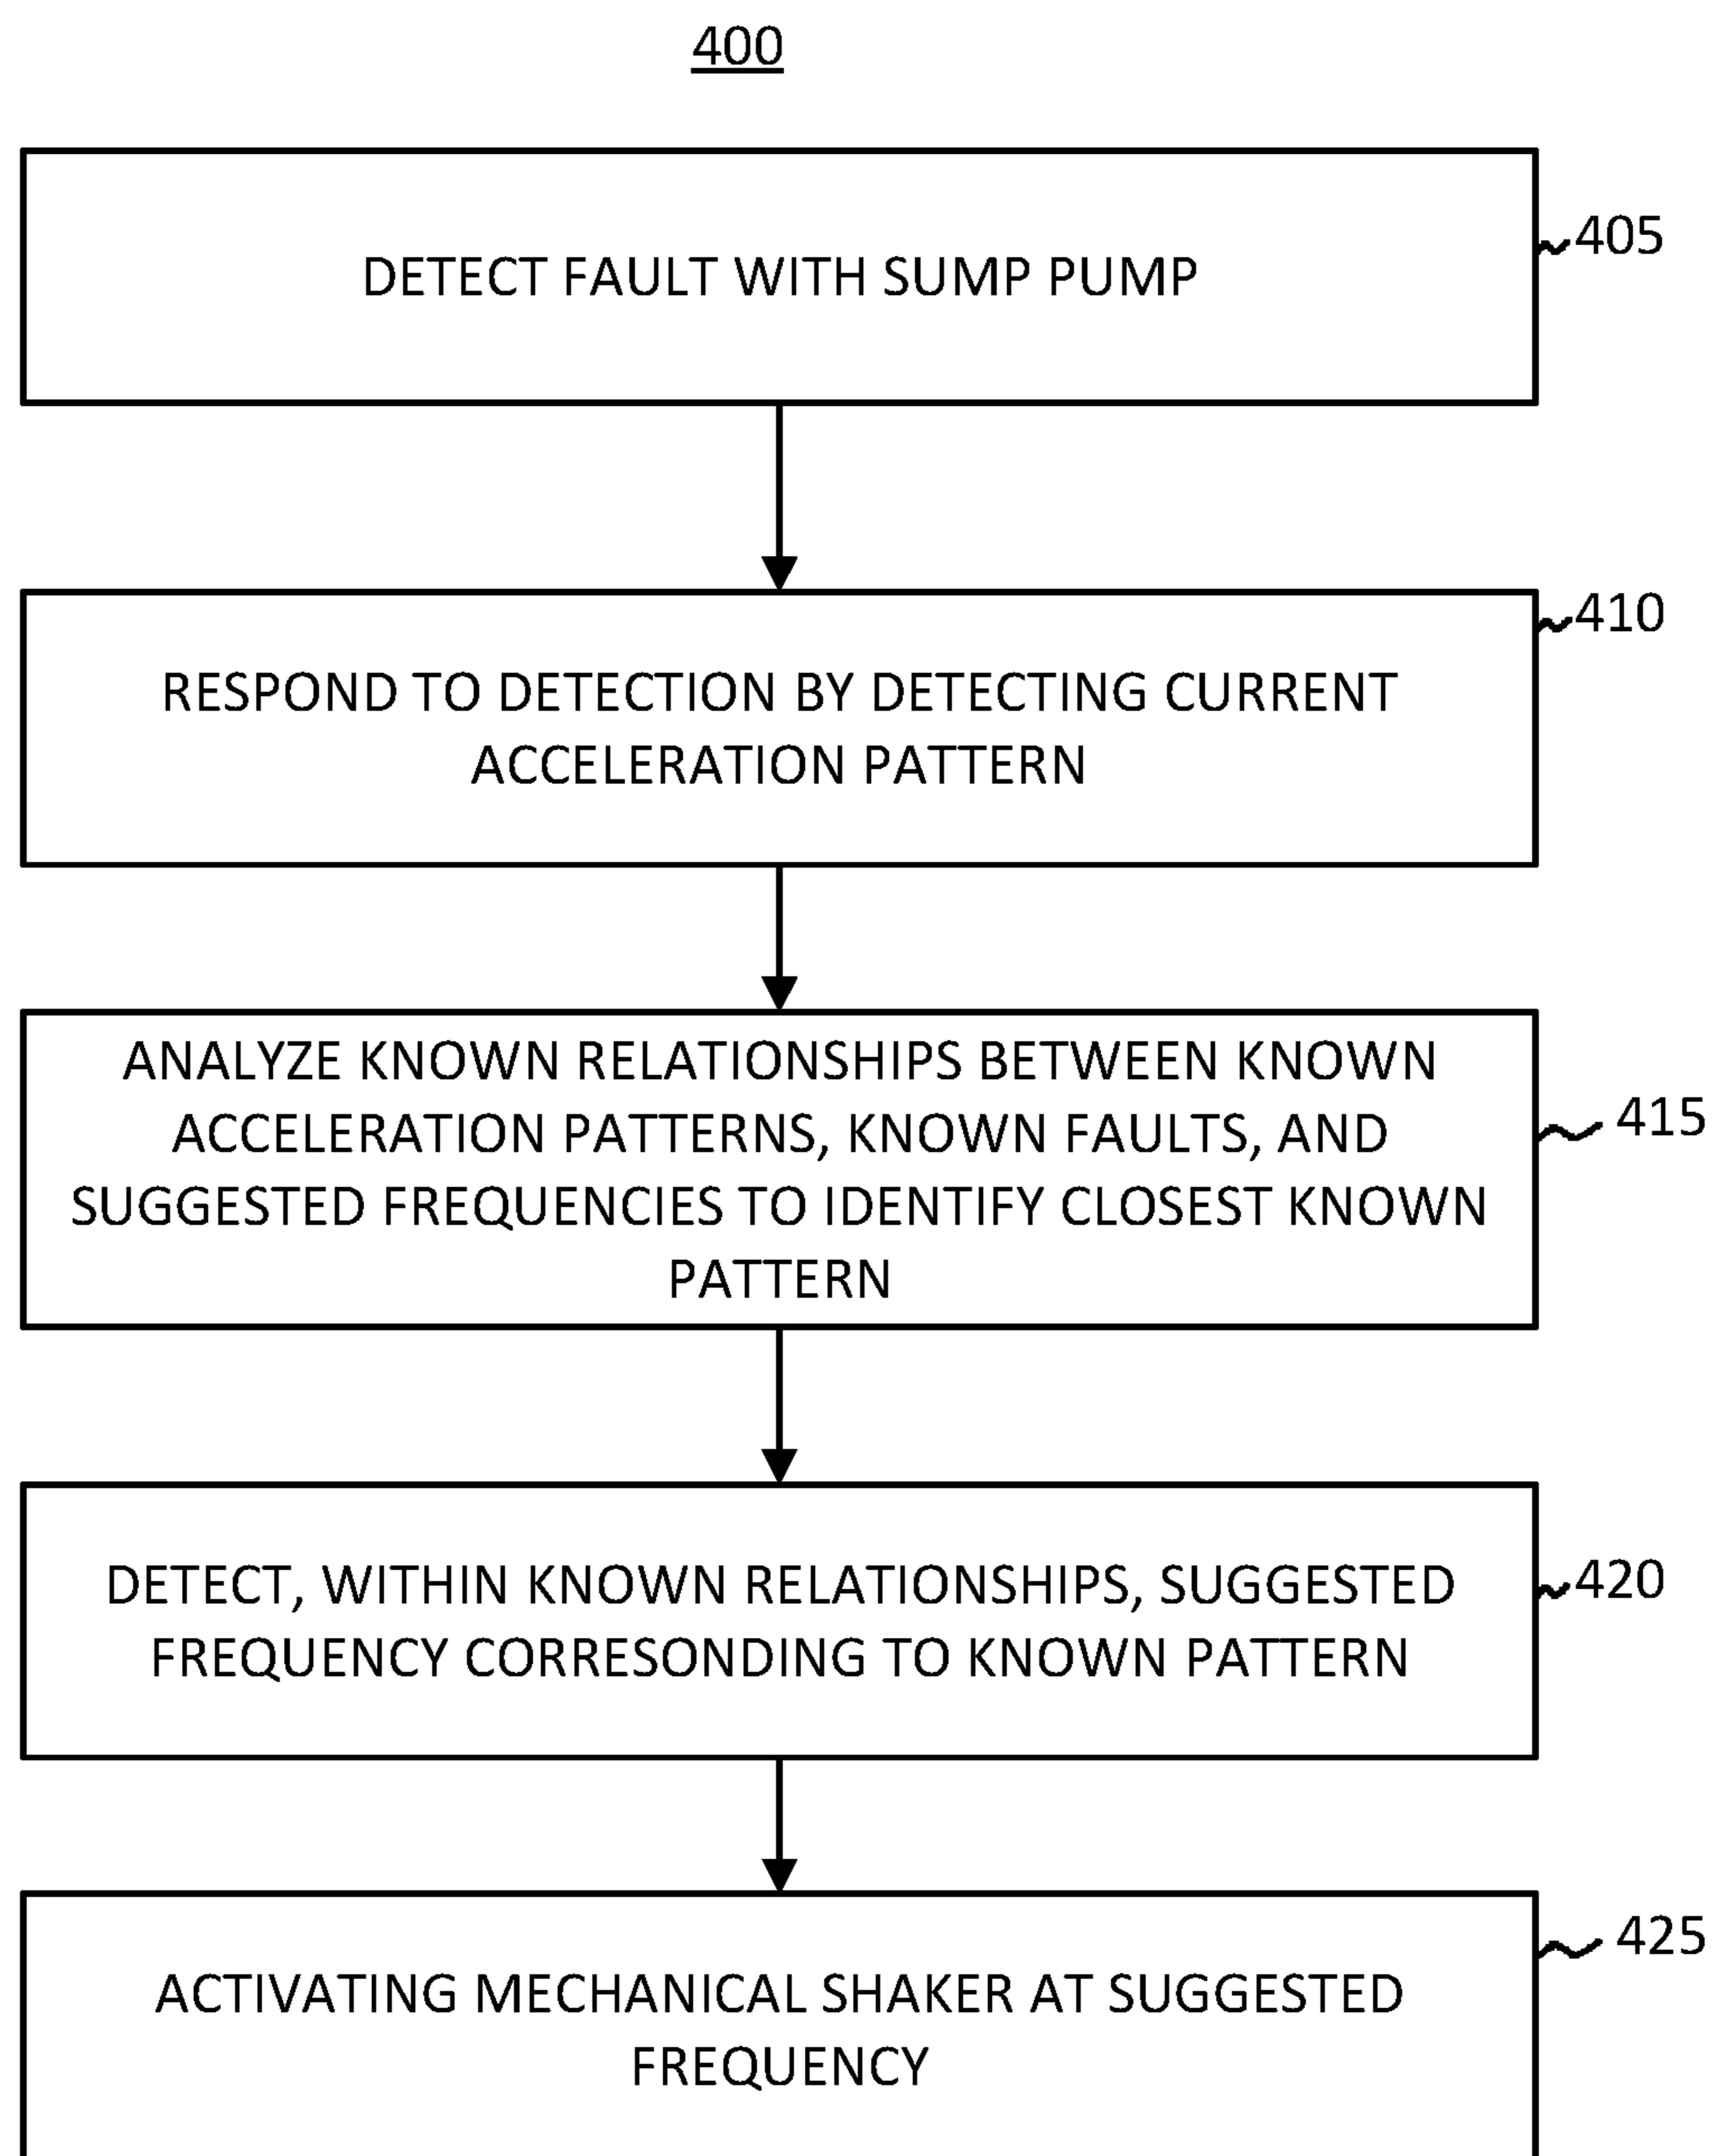 400
DETECT FAULT WITH SUMP PUMP
405
RESPOND TO DETECTION BY DETECTING CURRENT
ACCELERATION PATTERN
410
ANALYZE KNOWN RELATIONSHIPS BETWEEN KNOWN
ACCELERATION PATTERNS, KNOWN FAULTS, AND
SUGGESTED FREQUENCIES TO IDENTIFY CLOSEST KNOWN
PATTERN
415
DETECT, WITHIN KNOWN RELATIONSHIPS, SUGGESTED
FREQUENCY CORRESONDING TO KNOWN PATTERN
420
ACTIVATING MECHANICAL SHAKER AT SUGGESTED
FREQUENCY
425